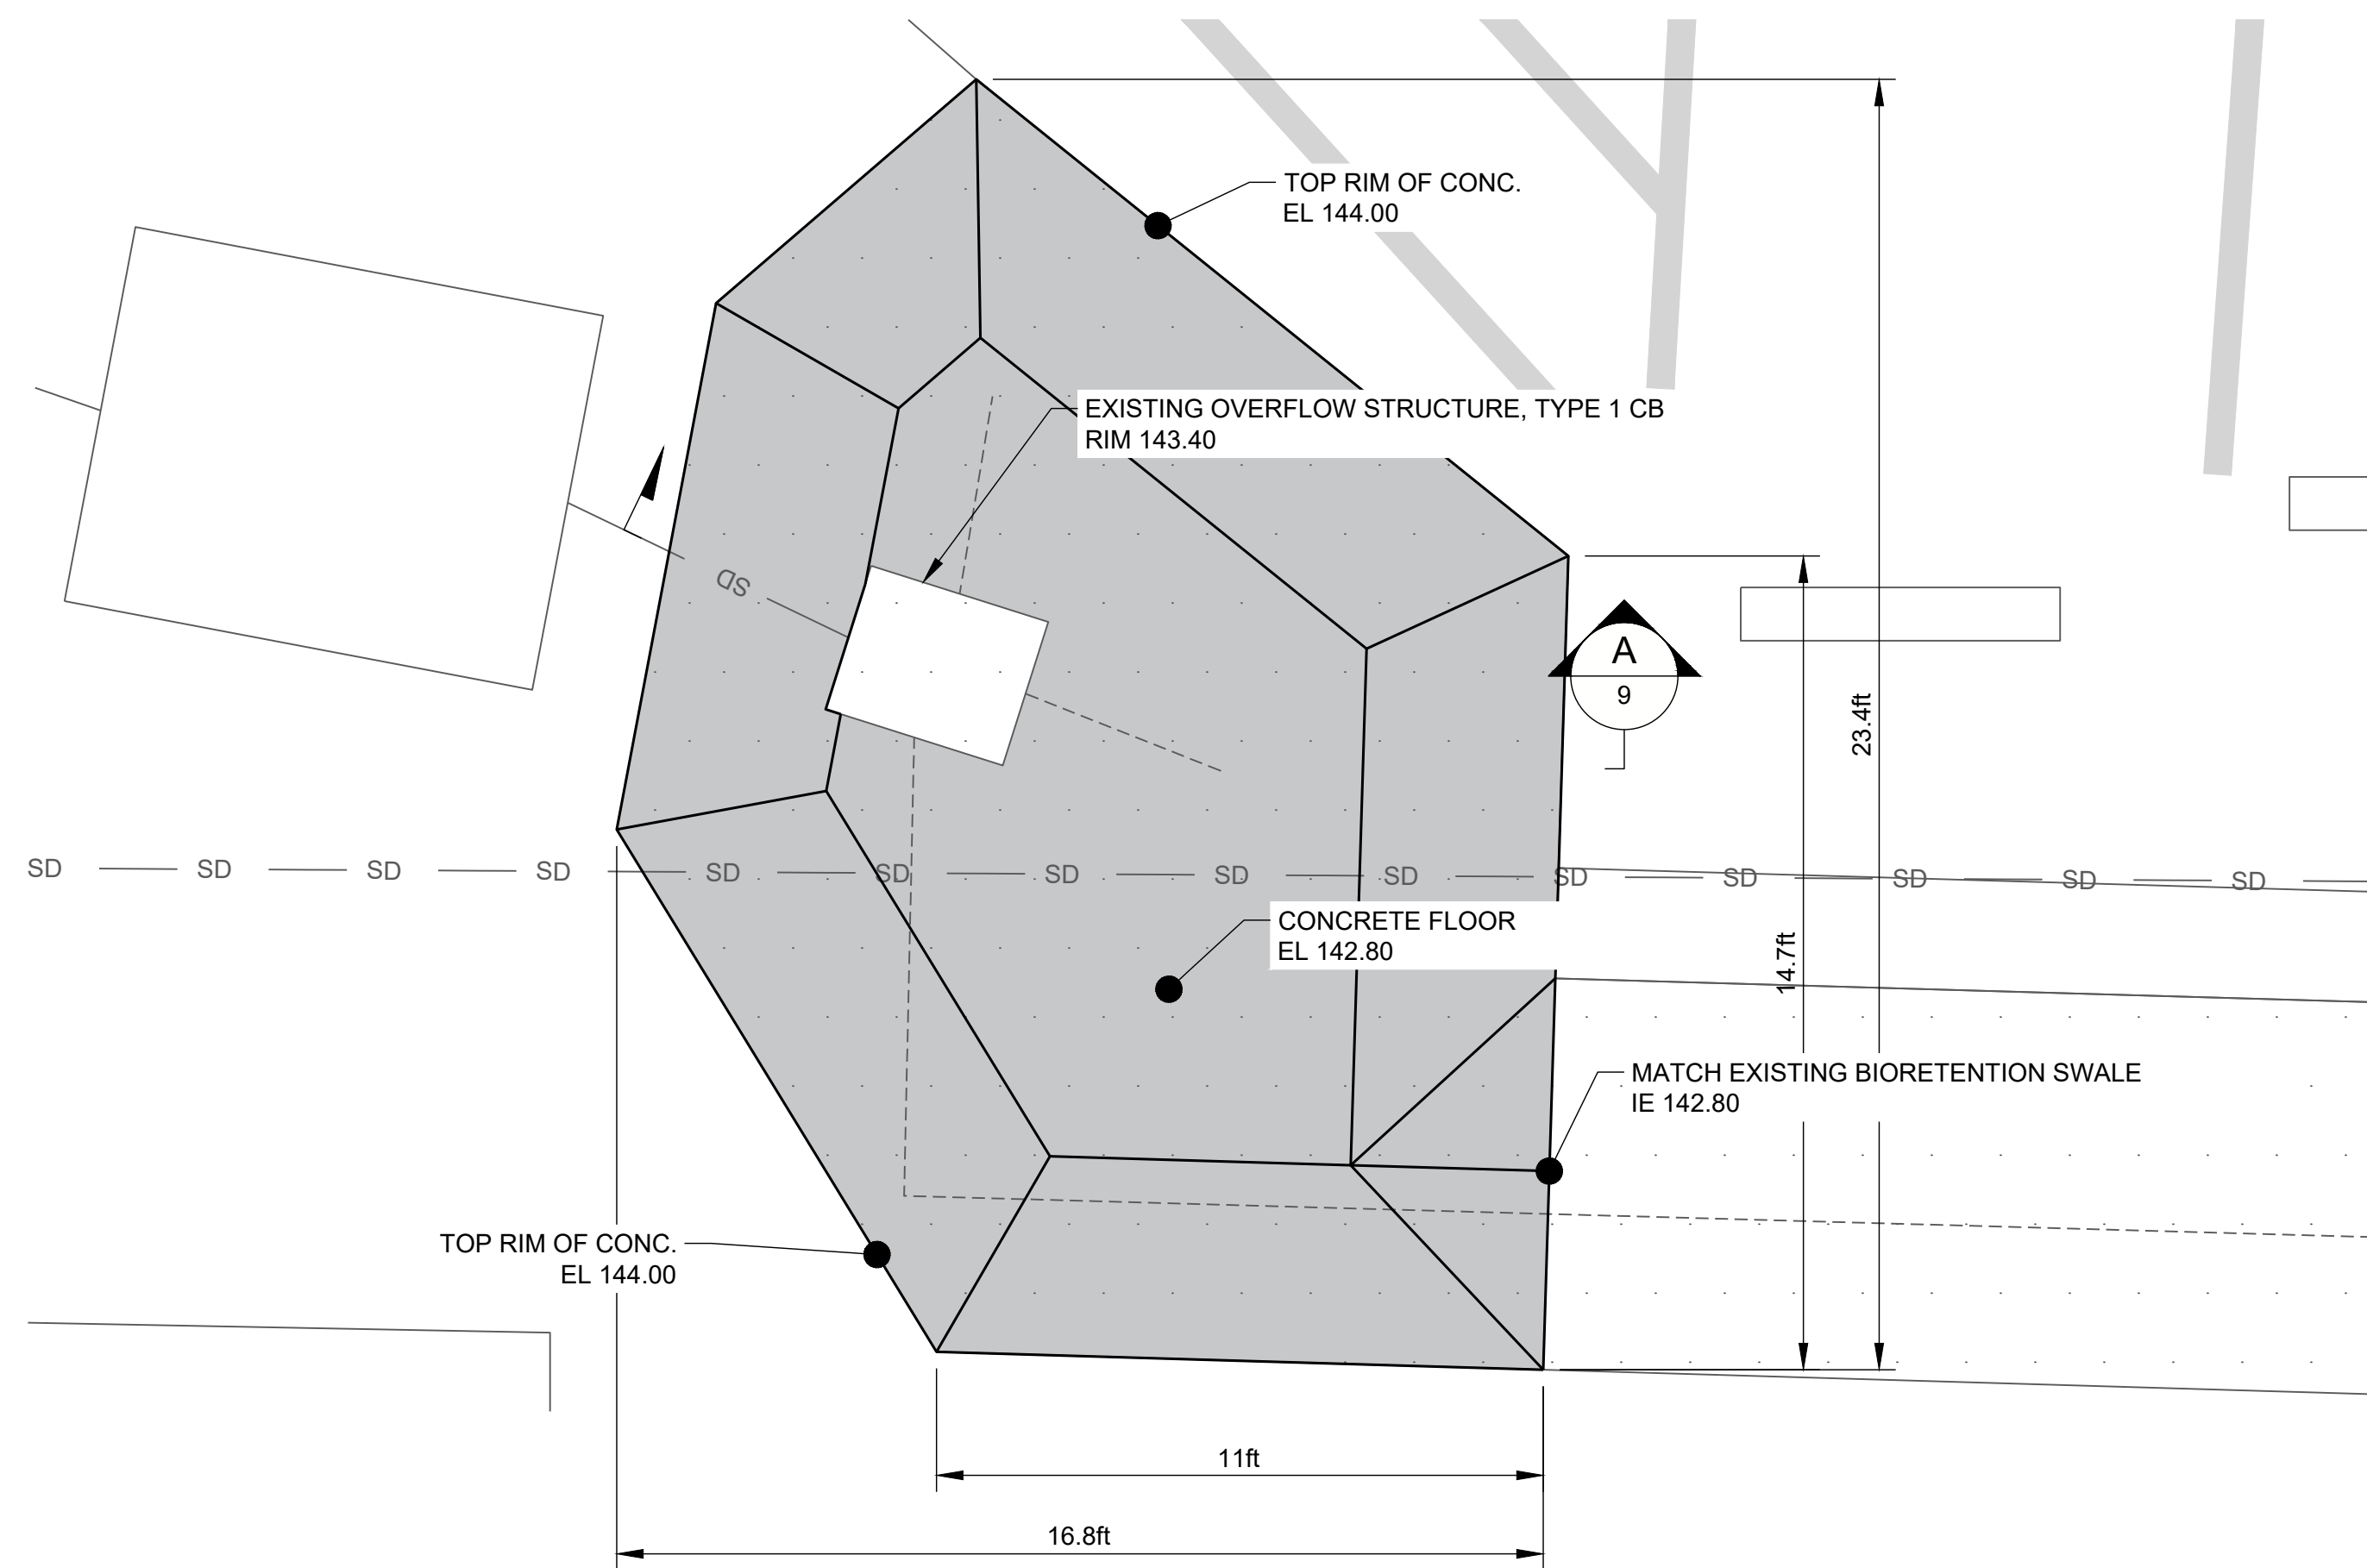 TOP RIM OF CONC.
EL 144.00
EXISTING OVERFLOW STRUCTURE, TYPE 1 CB
RIM 143.40
SD
A
9
23.4ft
14.7ft
SD SD SD SD SD SD SD SD SD SD SD SD SD SD
CONCRETE FLOOR
EL 142.80
MATCH EXISTING BIORETENTION SWALE
IE 142.80
TOP RIM OF CONC.
EL 144.00
11ft
16.8ft